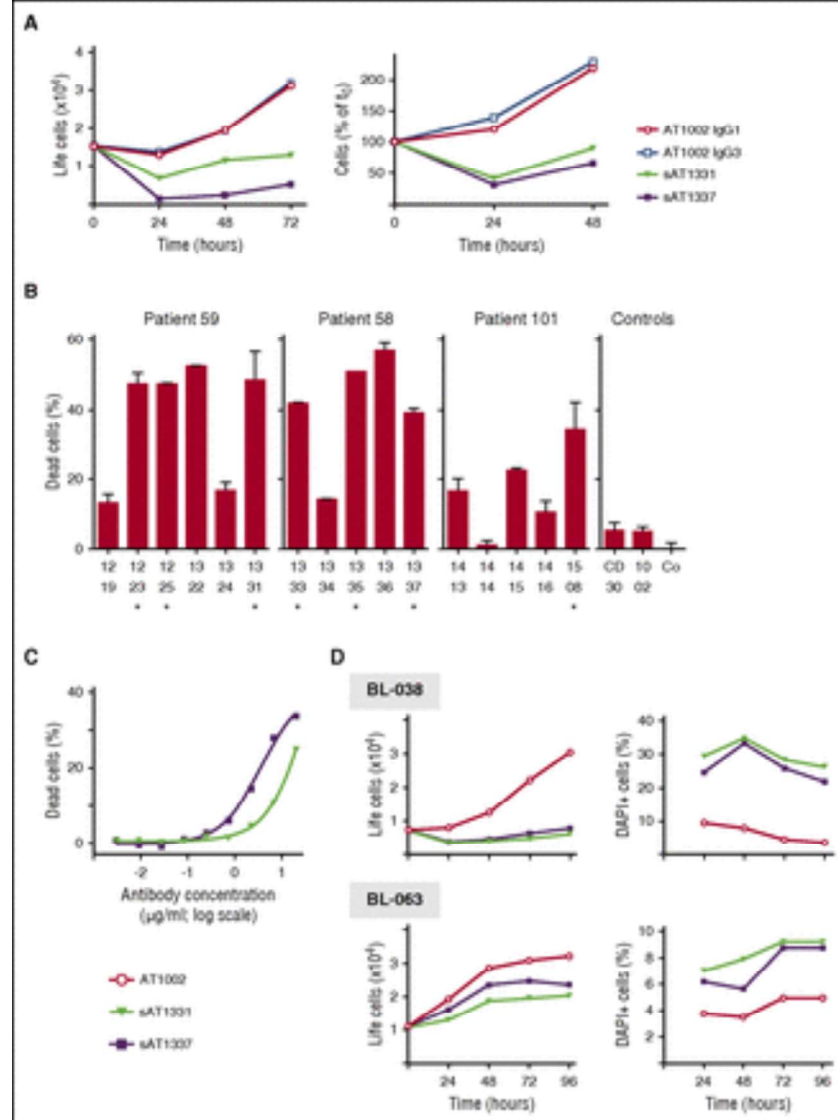 A
4
3
2
1
Life cells (x10⁴)
0 24 48 72
Time (hours)
200
150
100
50
Cells (% of t₀)
0 24 48
Time (hours)
AT1002 IgG1
AT1002 IgG3
sAT1331
sAT1337
B
Patient 59 Patient 58 Patient 101 Controls
60
40
20
0
Dead cells (%)
12 12 12 13 13 13 13 13 13 13 13 14 14 14 14 15 CD 10 Co
19 23 25 22 24 31 33 34 35 36 37 13 14 15 16 08 30 02
* * * * * * *
C
40
20
0
Dead cells (%)
-2 -1 0 1
Antibody concentration
(µg/ml; log scale)
AT1002
sAT1331
sAT1337
D
BL-038
3
2
1
Life cells (x10⁴)
40
30
20
10
DAPI+ cells (%)
BL-063
3
2
1
Life cells (x10⁴)
24 48 72 96
Time (hours)
10
8
6
4
2
DAPI+ cells (%)
24 48 72 96
Time (hours)